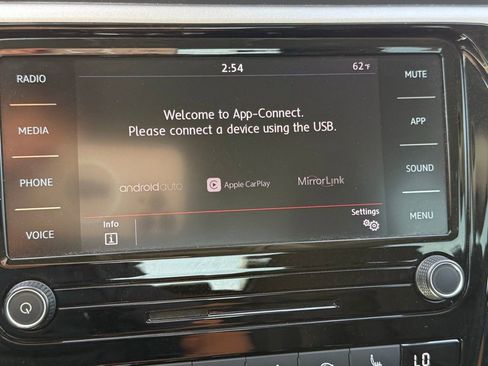 2:54
62°F
RADIO
MEDIA
PHONE
VOICE
Welcome to App-Connect.
Please connect a device using the USB.
androidauto
Apple CarPlay
MirrorLink
Info
Settings
MUTE
APP
SOUND
MENU
LO